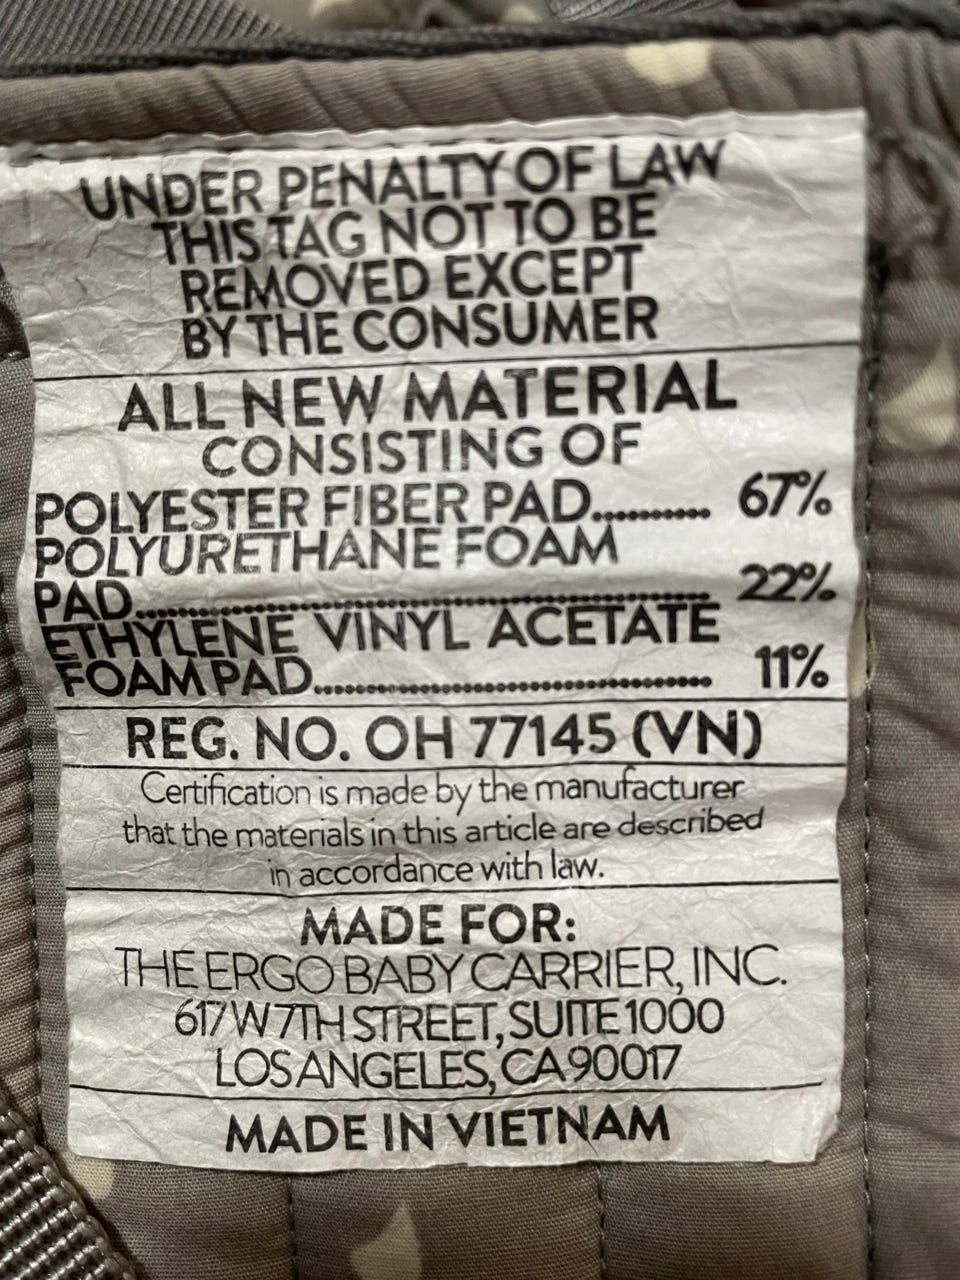 UNDER PENALTY OF LAW
THIS TAG NOT TO BE
REMOVED EXCEPT
BY THE CONSUMER
ALL NEW MATERIAL
CONSISTING OF
POLYESTER FIBER PAD........... 67%
POLYURETHANE FOAM
PAD.................................................... 22%
ETHYLENE VINYL ACETATE
FOAM PAD....................................... 11%
REG. NO. OH 77145 (VN)
Certification is made by the manufacturer
that the materials in this article are described
in accordance with law.
MADE FOR:
THE ERGO BABY CARRIER, INC.
617 W 7TH STREET, SUITE 1000
LOS ANGELES, CA 90017
MADE IN VIETNAM